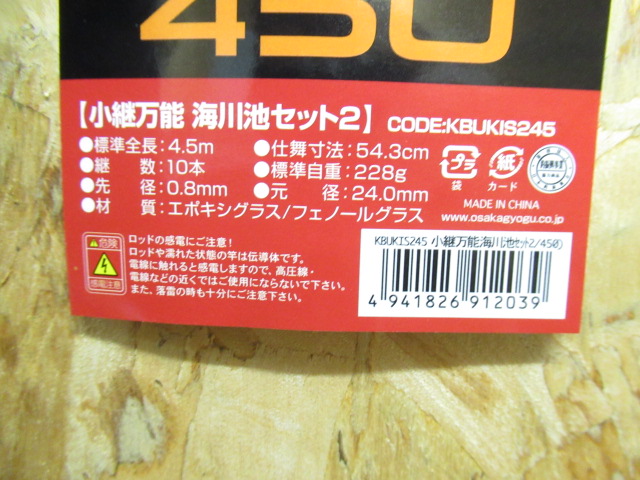 450
【小継万能 海川池セット2】 CODE:KBUKIS245
●標準全長：4.5m ●仕舞寸法：54.3cm
●継　数：10本 ●標準自重：228g
●先　径：0.8mm ●元　径：24.0mm
●材　質：エポキシグラス/フェノールグラス
プラ 紙
袋 カード
MADE IN CHINA
www.osakagyogu.co.jp
危険
感電注意
ロッドの感電にご注意！
ロッドや濡れた状態の竿は伝導体です。
電線に触れると感電しますので、高圧線・
電線などの近くではご使用にならないで下さい。
また、落雷の時も十分にご注意下さい。
KBUKIS245 小継万能海川池セット2/450）
4 941826 912039